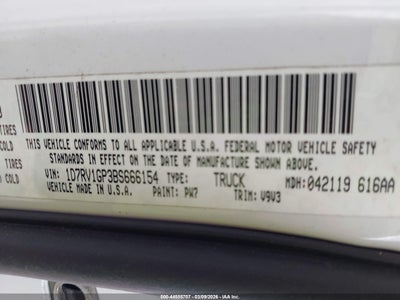 TIRES
COLD
THIS VEHICLE CONFORMS TO ALL APPLICABLE U.S.A. FEDERAL MOTOR VEHICLE SAFETY
STANDARDS IN EFFECT ON THE DATE OF MANUFACTURE SHOWN ABOVE.
TIRES
COLD
VIN: 1D7RV1GP3BS666154 TYPE: TRUCK MDH: 042119 616AA
VEHICLE MADE IN U.S.A. PAINT: PW7 TRIM: V9V3
500-44555757 - 03/09/2026 - IAA Inc.